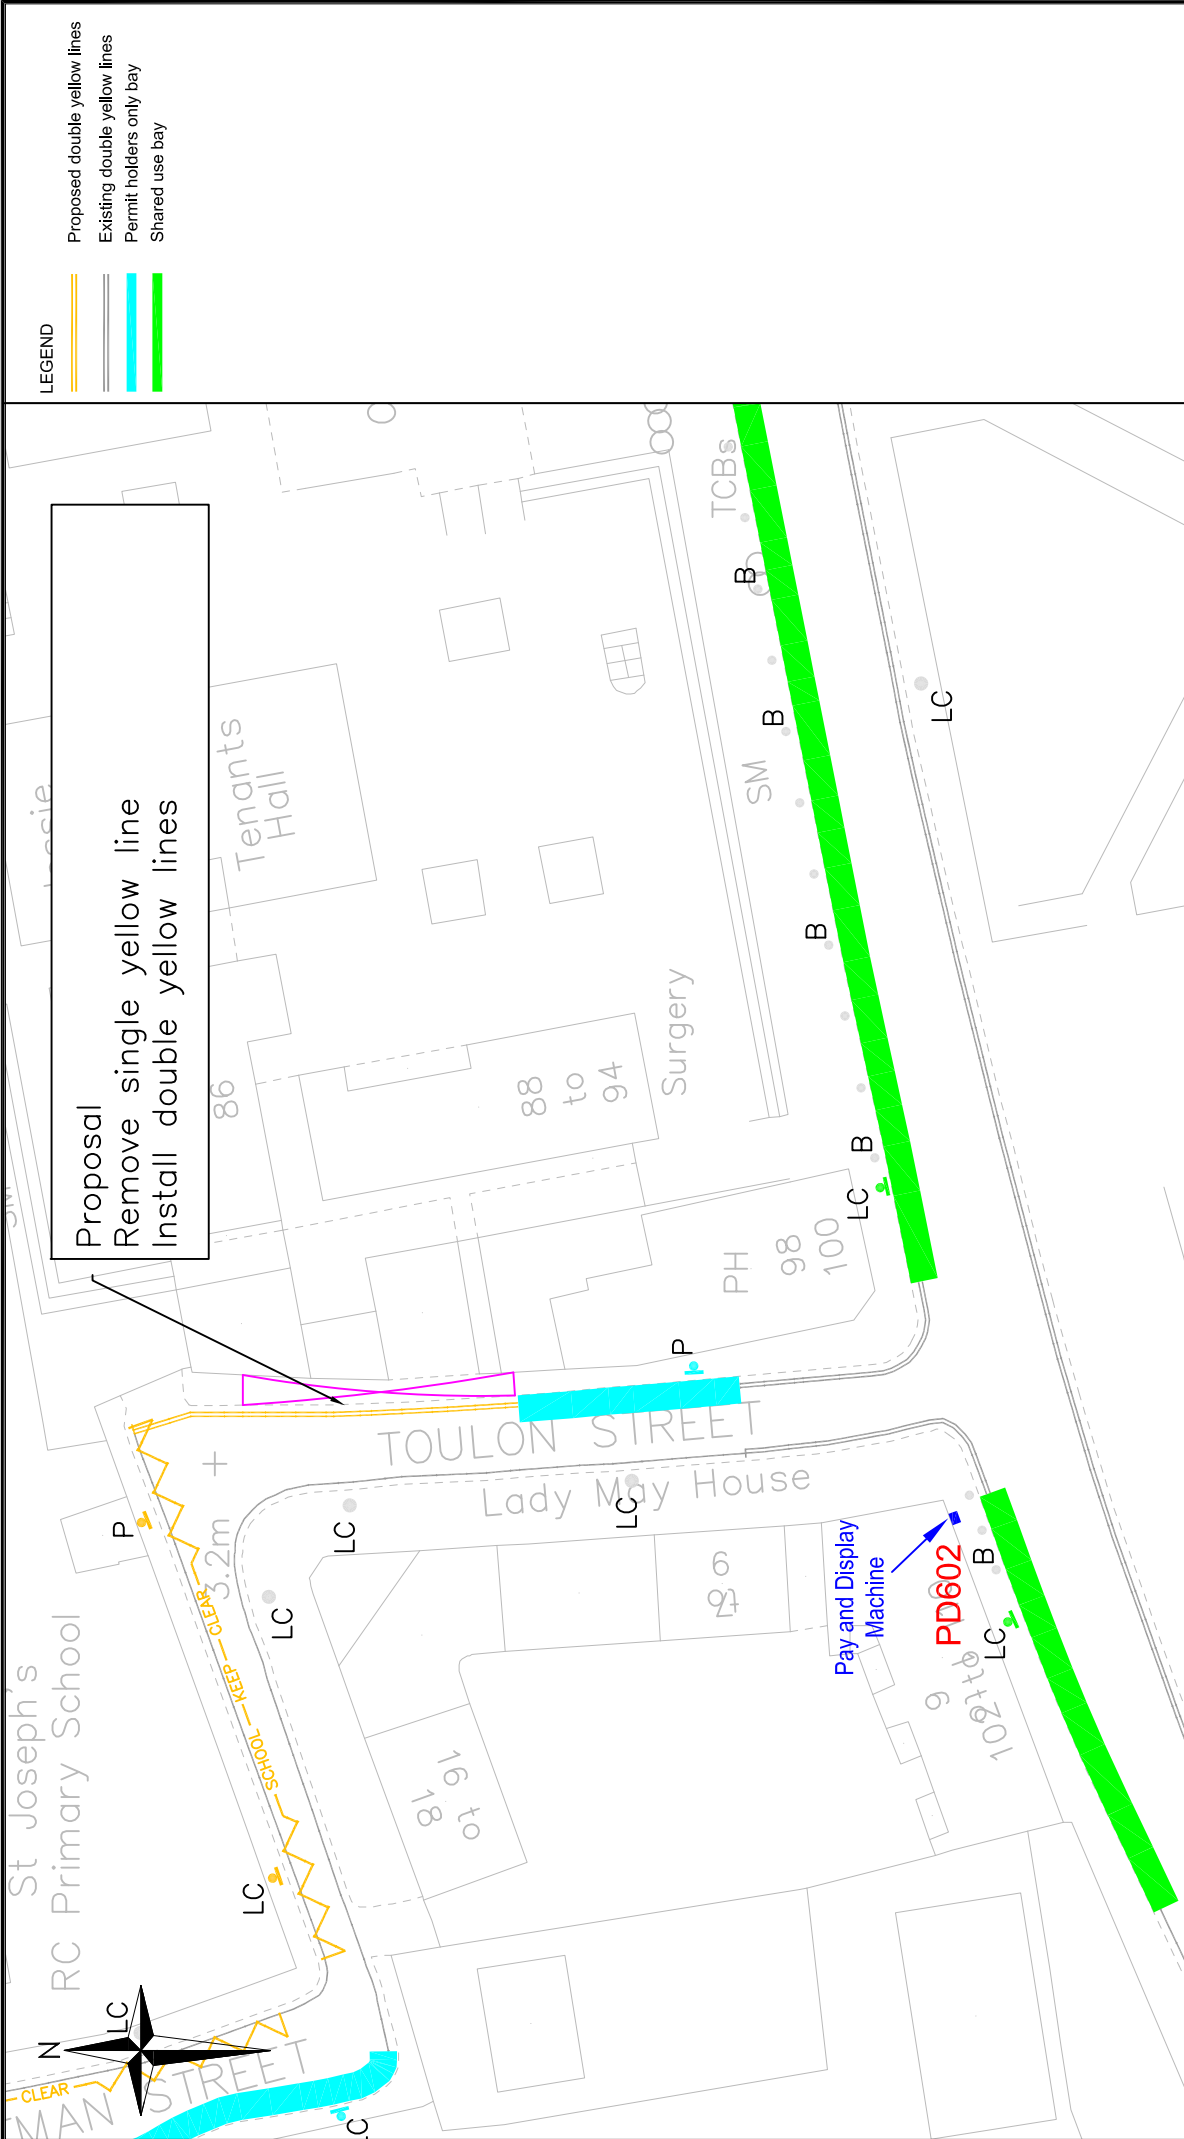 LEGEND
Proposed double yellow lines
Existing double yellow lines
Permit holders only bay
Shared use bay
Proposal
Remove single yellow line
Install double yellow lines
Tenants
Hall
TCBs
B
B
SM
LC
B
86
88
to
94
Surgery
B
LC
PH
98
100
P
TOULON STREET
Lady May House
P
3.2m
LC
LC
LC
LC
Pay and Display
Machine
PD602
B
LC
SCHOOL — KEEP — CLEAR
St Joseph's
RC Primary School
16 to
18
LC
LC
N
CLEAR
MAN STREET